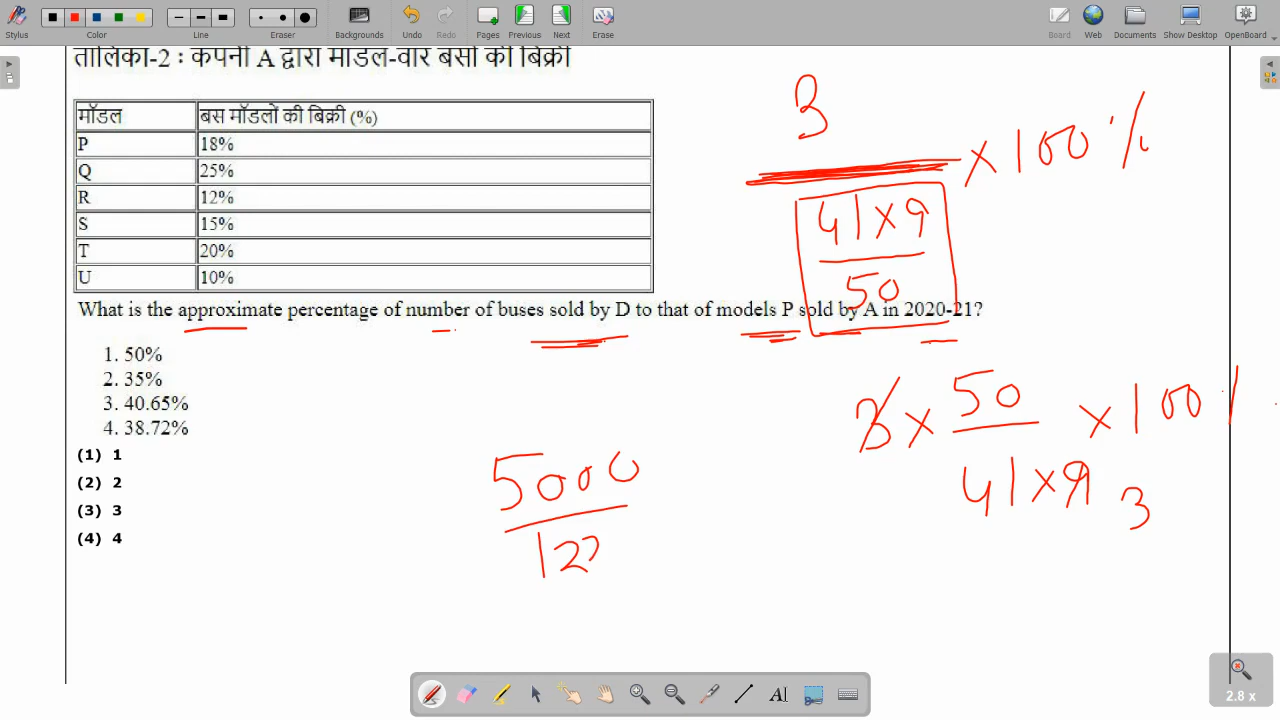 Stylus
Color
Line
Eraser
Backgrounds
Undo
Redo
Pages
Previous
Next
Erase
Board
Web
Documents
Show Desktop
OpenBoard
तालिका-2 : कंपनी A द्वारा मॉडल-वार बसों की बिक्री
मॉडल बस मॉडलों की बिक्री (%)
P 18%
Q 25%
R 12%
S 15%
T 20%
U 10%
What is the approximate percentage of number of buses sold by D to that of models P sold by A in 2020-21?
1. 50%
2. 35%
3. 40.65%
4. 38.72%
(1) 1
(2) 2
(3) 3
(4) 4
3
× 100 %
41×9
50
3 × 50 × 100
41×9 3
5000
123
AI
2.8 x